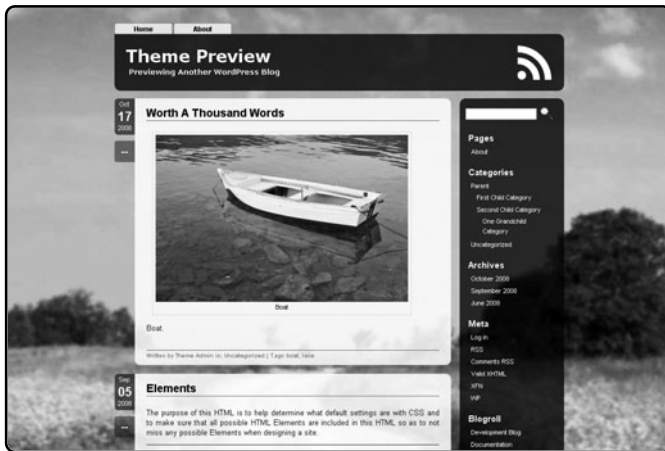 Home
About
Theme Preview
Previewing Another WordPress Blog
Oct
17
2008
--
Worth A Thousand Words
Boat
Boat.
Written by Theme Admin in: Uncategorized | Tags: boat, lake
Sep
05
2008
--
Elements
The purpose of this HTML is to help determine what default settings are with CSS and
to make sure that all possible HTML Elements are included in this HTML so as to not
miss any possible Elements when designing a site.
Pages
About
Categories
Parent
First Child Category
Second Child Category
One Grandchild
Category
Uncategorized
Archives
October 2008
September 2008
June 2008
Meta
Log in
RSS
Comments RSS
Valid XHTML
XFN
WP
Blogroll
Development Blog
Documentation